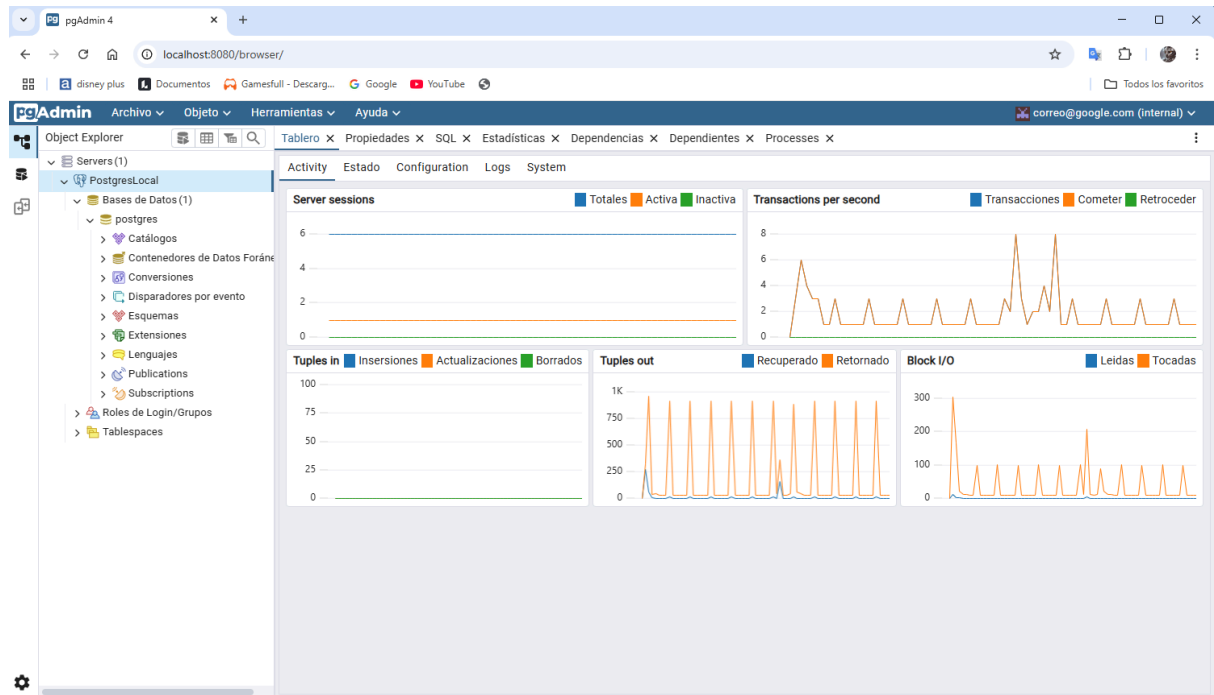 pgAdmin 4
localhost:8080/browser/
disney plus Documentos Gamesfull - Descarg... Google YouTube Todos los favoritos
pgAdmin Archivo Objeto Herramientas Ayuda correo@google.com (internal)
Object Explorer
Tablero Propiedades SQL Estadísticas Dependencias Dependientes Processes
Servers (1)
PostgresLocal
Bases de Datos (1)
postgres
Catálogos
Contenedores de Datos Foráne
Conversiones
Disparadores por evento
Esquemas
Extensiones
Lenguajes
Publications
Subscriptions
Roles de Login/Grupos
Tablespaces
Activity Estado Configuration Logs System
Server sessions Totales Activa Inactiva
6
4
2
0
Transactions per second Transacciones Cometer Retroceder
8
6
4
2
0
Tuples in Insersiones Actualizaciones Borrados
100
75
50
25
0
Tuples out Recuperado Retornado
1K
750
500
250
0
Block I/O Leidas Tocadas
300
200
100
0